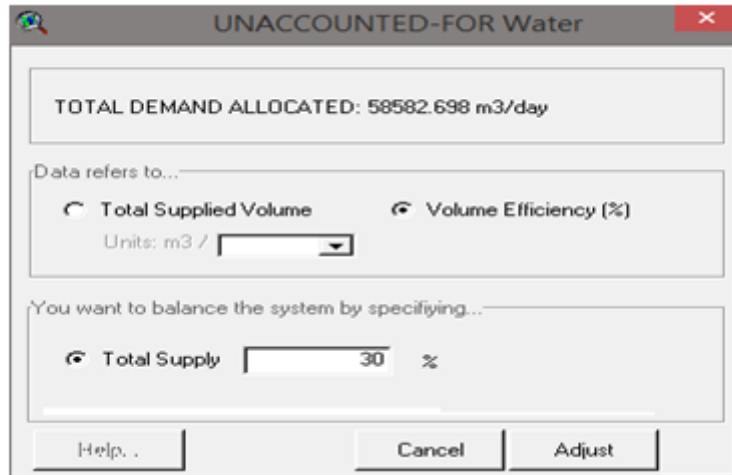 UNACCOUNTED-FOR Water
TOTAL DEMAND ALLOCATED: 58582.698 m3/day
Data refers to...
Total Supplied Volume
Volume Efficiency (%)
Units: m3 /
You want to balance the system by specifiying...
Total Supply 30 %
Help. .
Cancel
Adjust